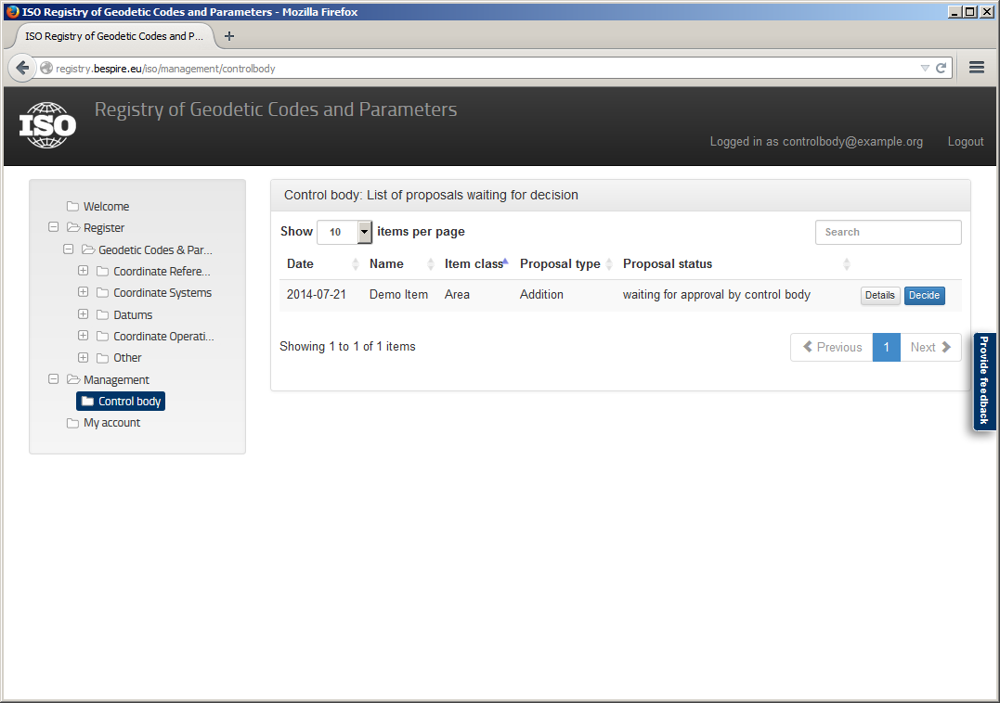 ISO Registry of Geodetic Codes and Parameters - Mozilla Firefox
ISO Registry of Geodetic Codes and P...
registry.bespire.eu/iso/management/controlbody
ISO
Registry of Geodetic Codes and Parameters
Logged in as controlbody@example.org Logout
Welcome
Register
Geodetic Codes & Par...
Coordinate Refere...
Coordinate Systems
Datums
Coordinate Operati...
Other
Management
Control body
My account
Control body: List of proposals waiting for decision
Show 10 items per page
Search
Date Name Item class Proposal type Proposal status
2014-07-21 Demo Item Area Addition waiting for approval by control body Details Decide
Showing 1 to 1 of 1 items
Previous 1 Next
Provide feedback